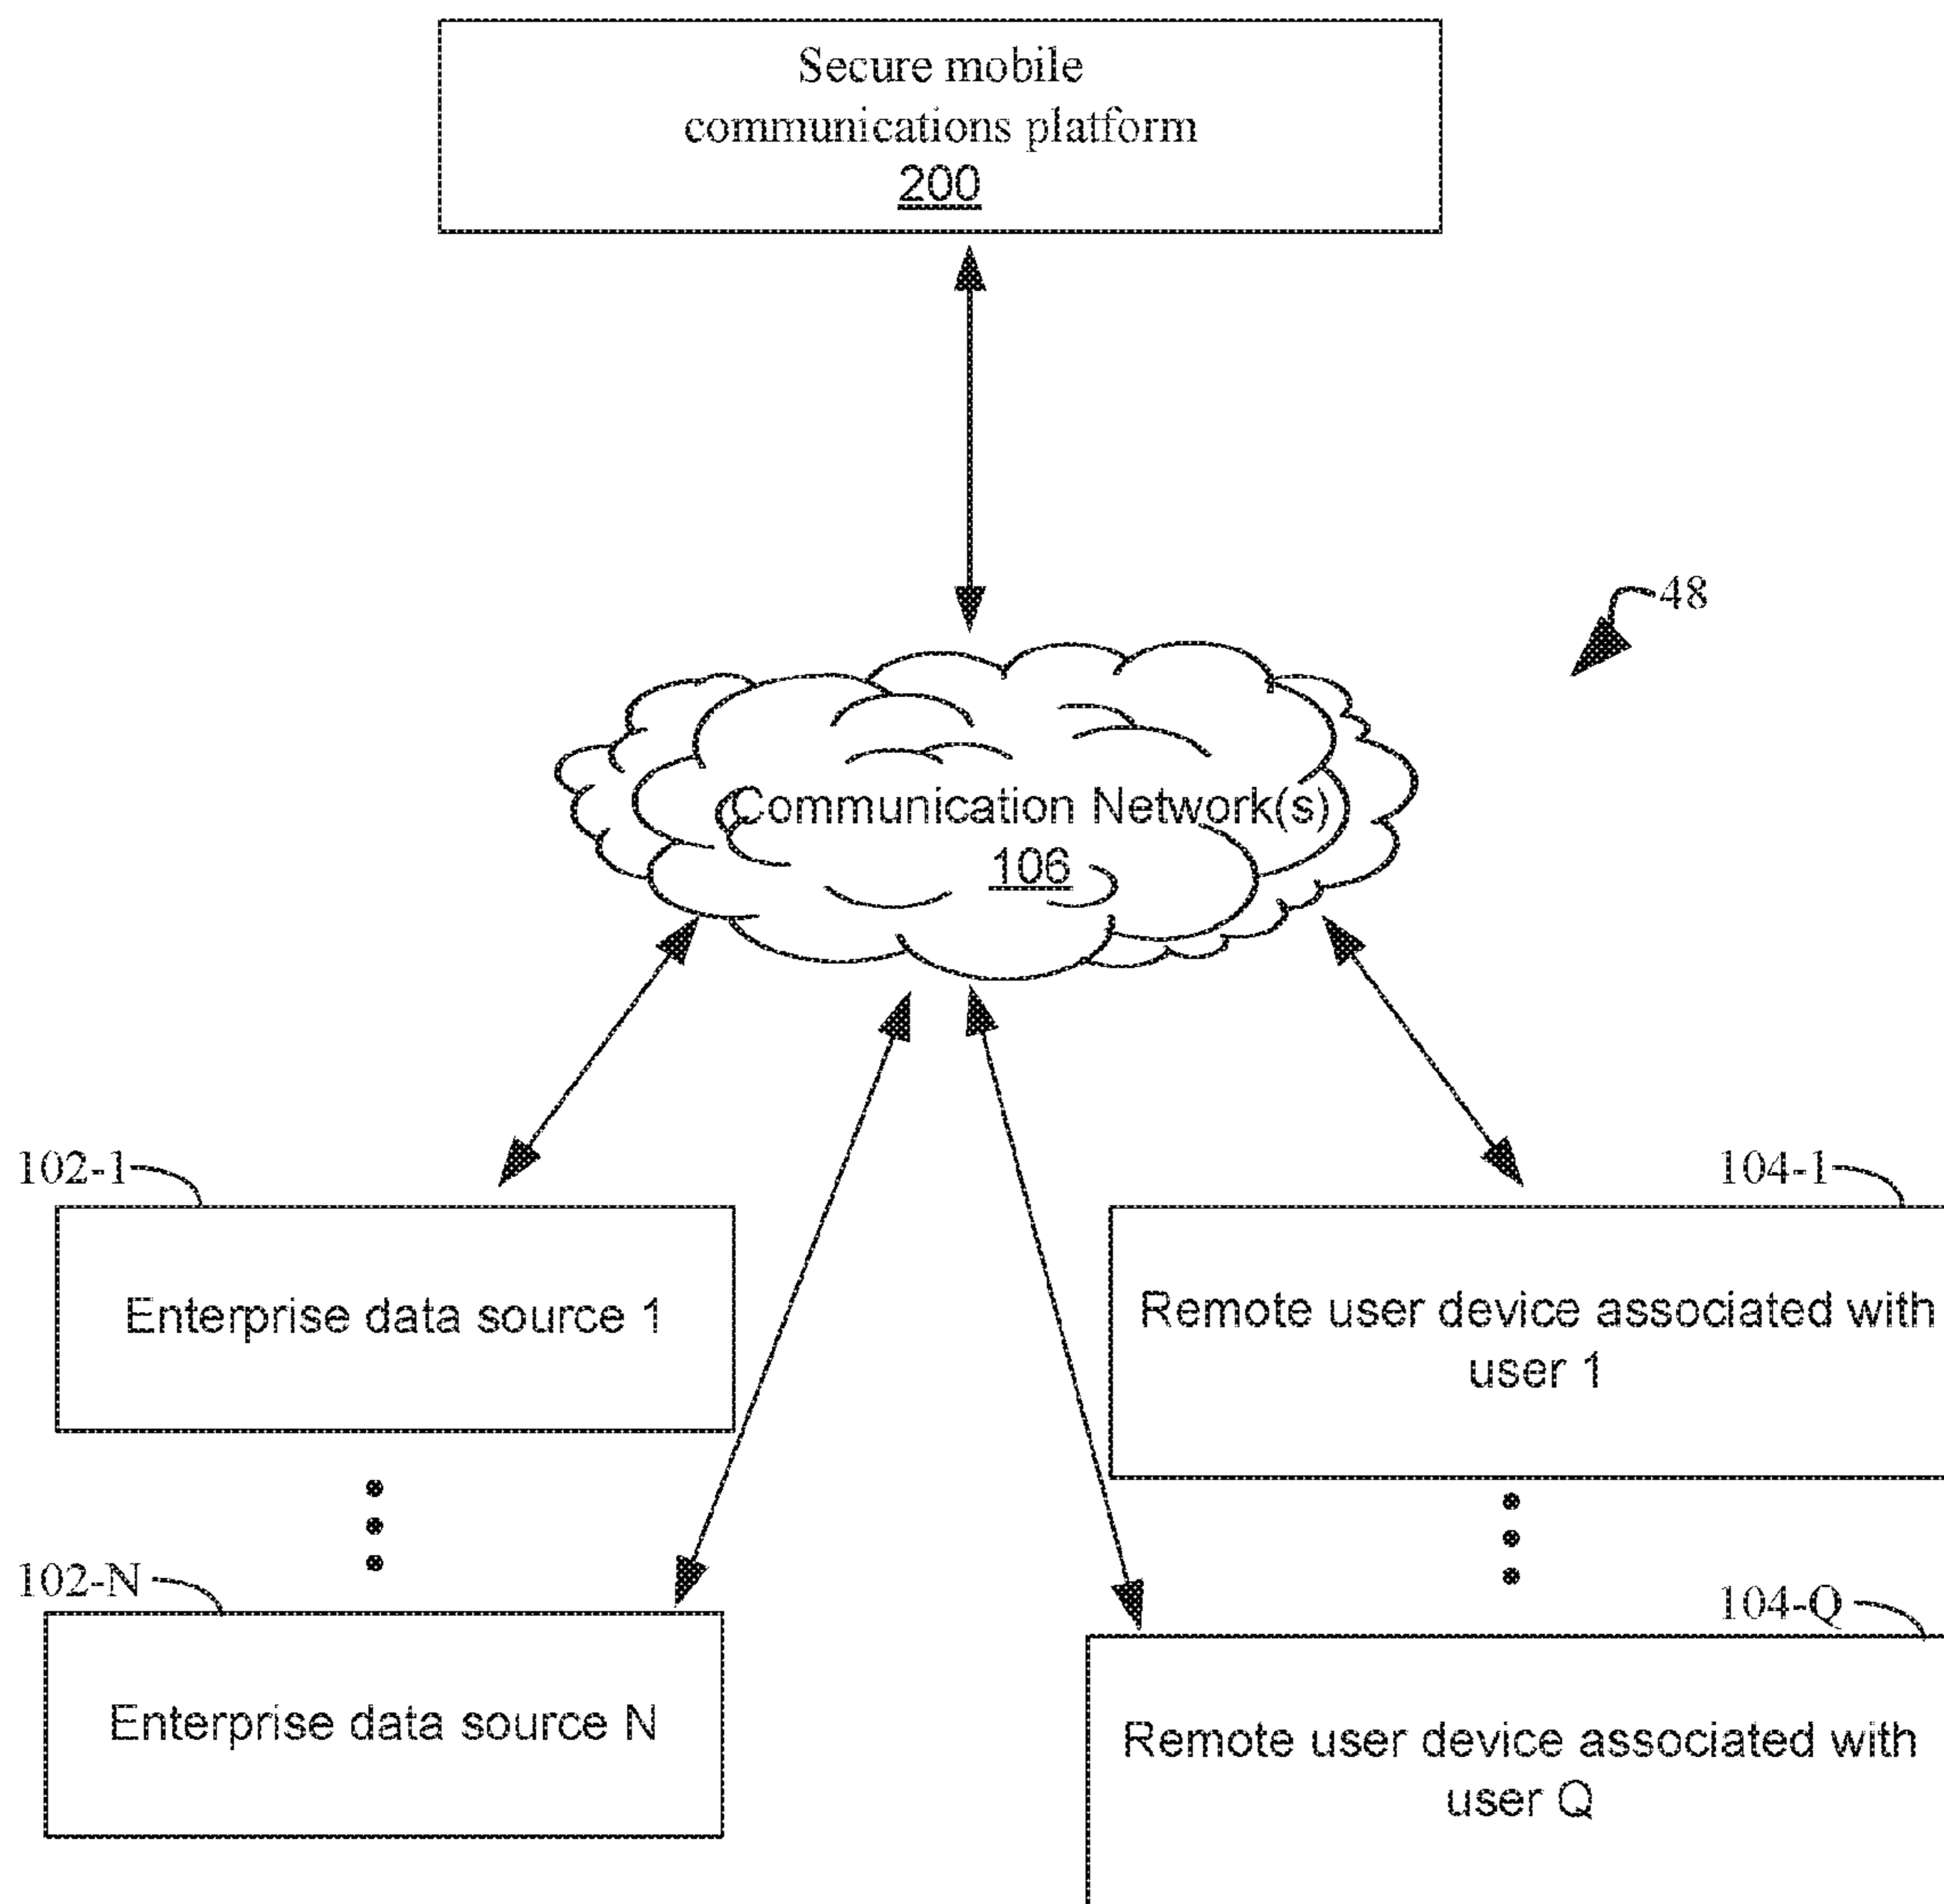 Secure mobile
communications platform
200
48
Communication Network(s)
106
102-1
104-1
Enterprise data source 1
Remote user device associated with
user 1
102-N
104-Q
Enterprise data source N
Remote user device associated with
user Q